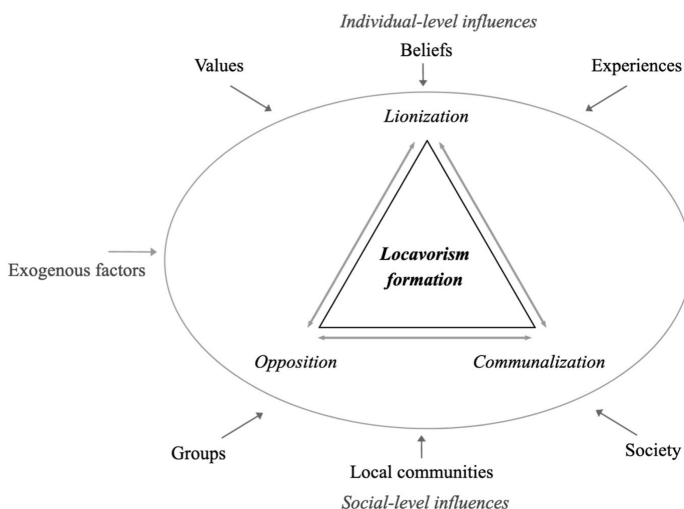 Individual-level influences
Beliefs
Values
Experiences
Lionization
Locavorism
formation
Exogenous factors
Opposition
Communalization
Groups
Society
Local communities
Social-level influences